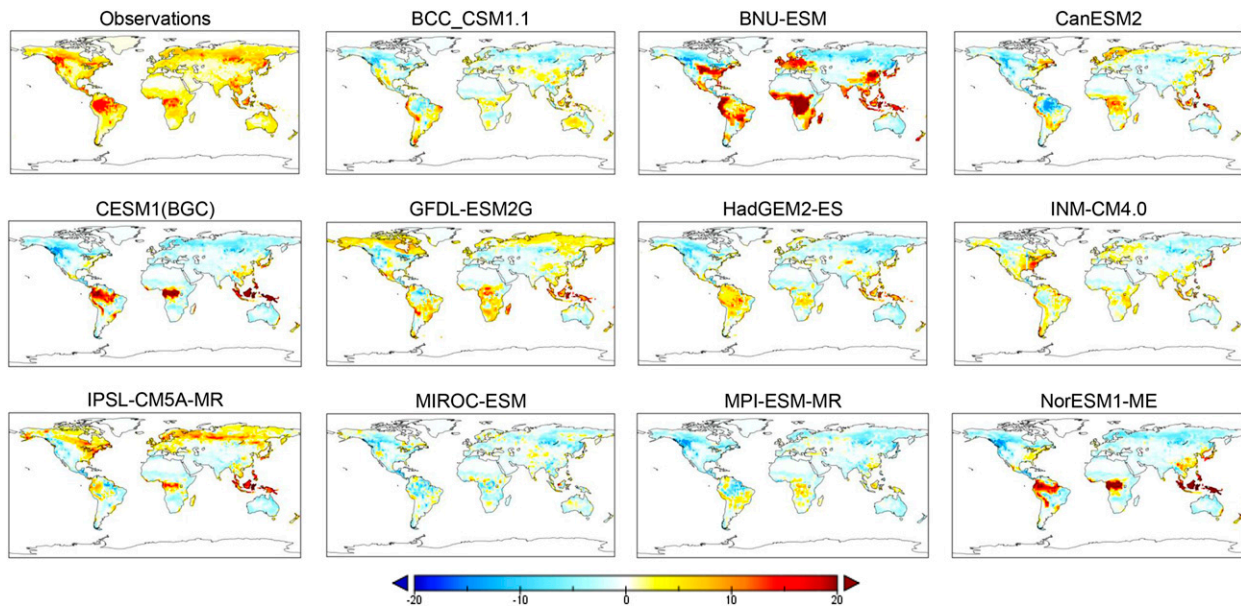 Observations
BCC_CSM1.1
BNU-ESM
CanESM2
CESM1(BGC)
GFDL-ESM2G
HadGEM2-ES
INM-CM4.0
IPSL-CM5A-MR
MIROC-ESM
MPI-ESM-MR
NorESM1-ME
-20 -10 0 10 20